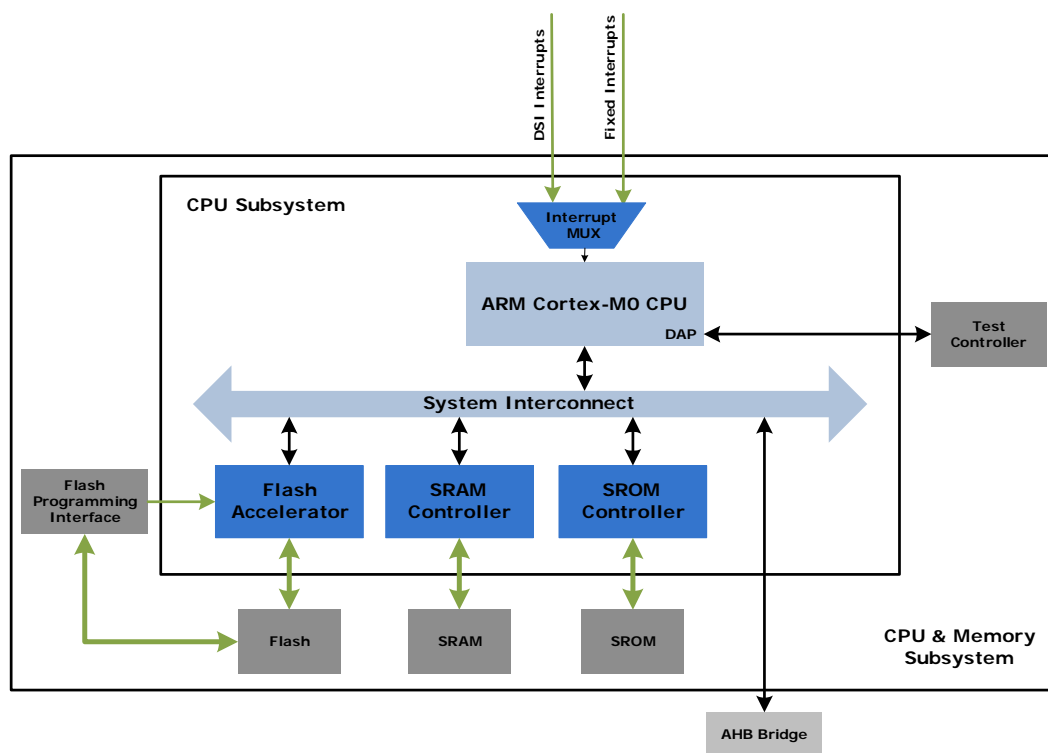 DSI Interrupts
Fixed Interrupts
CPU Subsystem
Interrupt
MUX
ARM Cortex-M0 CPU
DAP
Test
Controller
System Interconnect
Flash
Programming
Interface
Flash
Accelerator
SRAM
Controller
SROM
Controller
Flash
SRAM
SROM
CPU & Memory
Subsystem
AHB Bridge